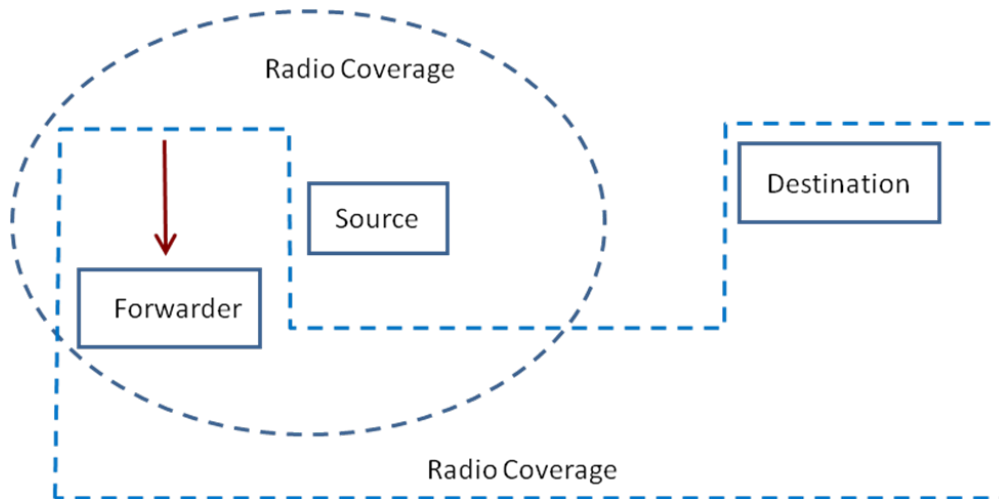 Radio Coverage
Destination
Source
Forwarder
Radio Coverage